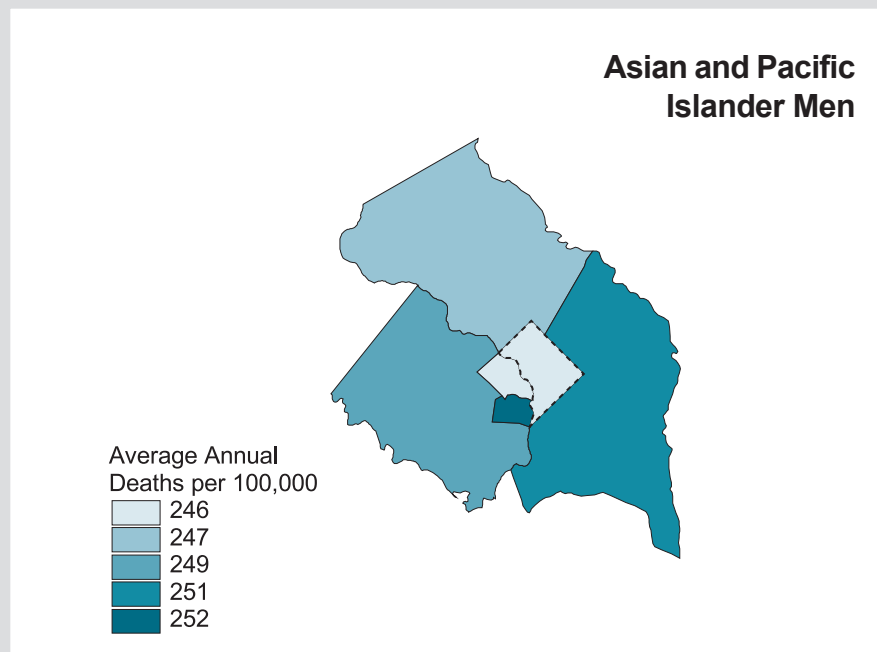 Asian and Pacific
Islander Men
Average Annual
Deaths per 100,000
246
247
249
251
252